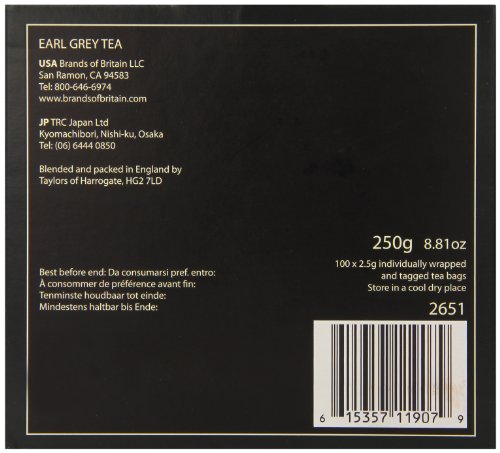 EARL GREY TEA
USA Brands of Britain LLC
San Ramon, CA 94583
Tel: 800-646-6974
www.brandsofbritain.com
JP TRC Japan Ltd
Kyomachibori, Nishi-ku, Osaka
Tel: (06) 6444 0850
Blended and packed in England by
Taylors of Harrogate, HG2 7LD
250g 8.81oz
100 x 2.5g individually wrapped
and tagged tea bags
Store in a cool dry place
Best before end: Da consumarsi pref. entro:
À consommer de préférence avant fin:
Tenminste houdbaar tot einde:
Mindestens haltbar bis Ende:
2651
6 15357 11907 9